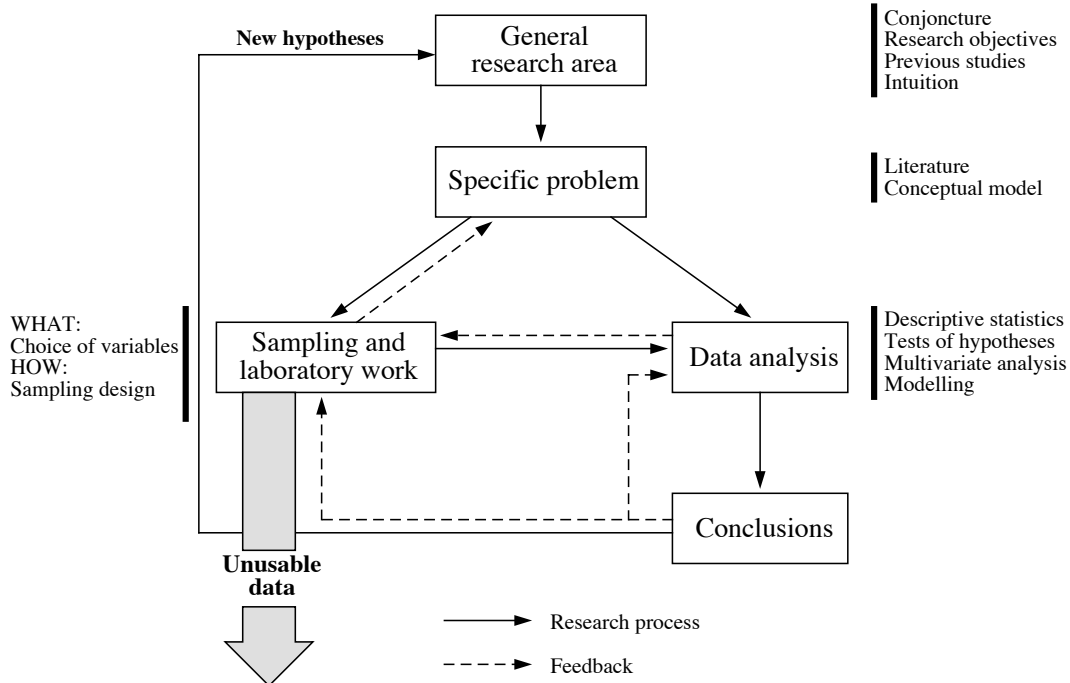 New hypotheses
General
research area
Conjoncture
Research objectives
Previous studies
Intuition
Specific problem
Literature
Conceptual model
WHAT:
Choice of variables
HOW:
Sampling design
Sampling and
laboratory work
Data analysis
Descriptive statistics
Tests of hypotheses
Multivariate analysis
Modelling
Conclusions
Unusable
data
Research process
Feedback